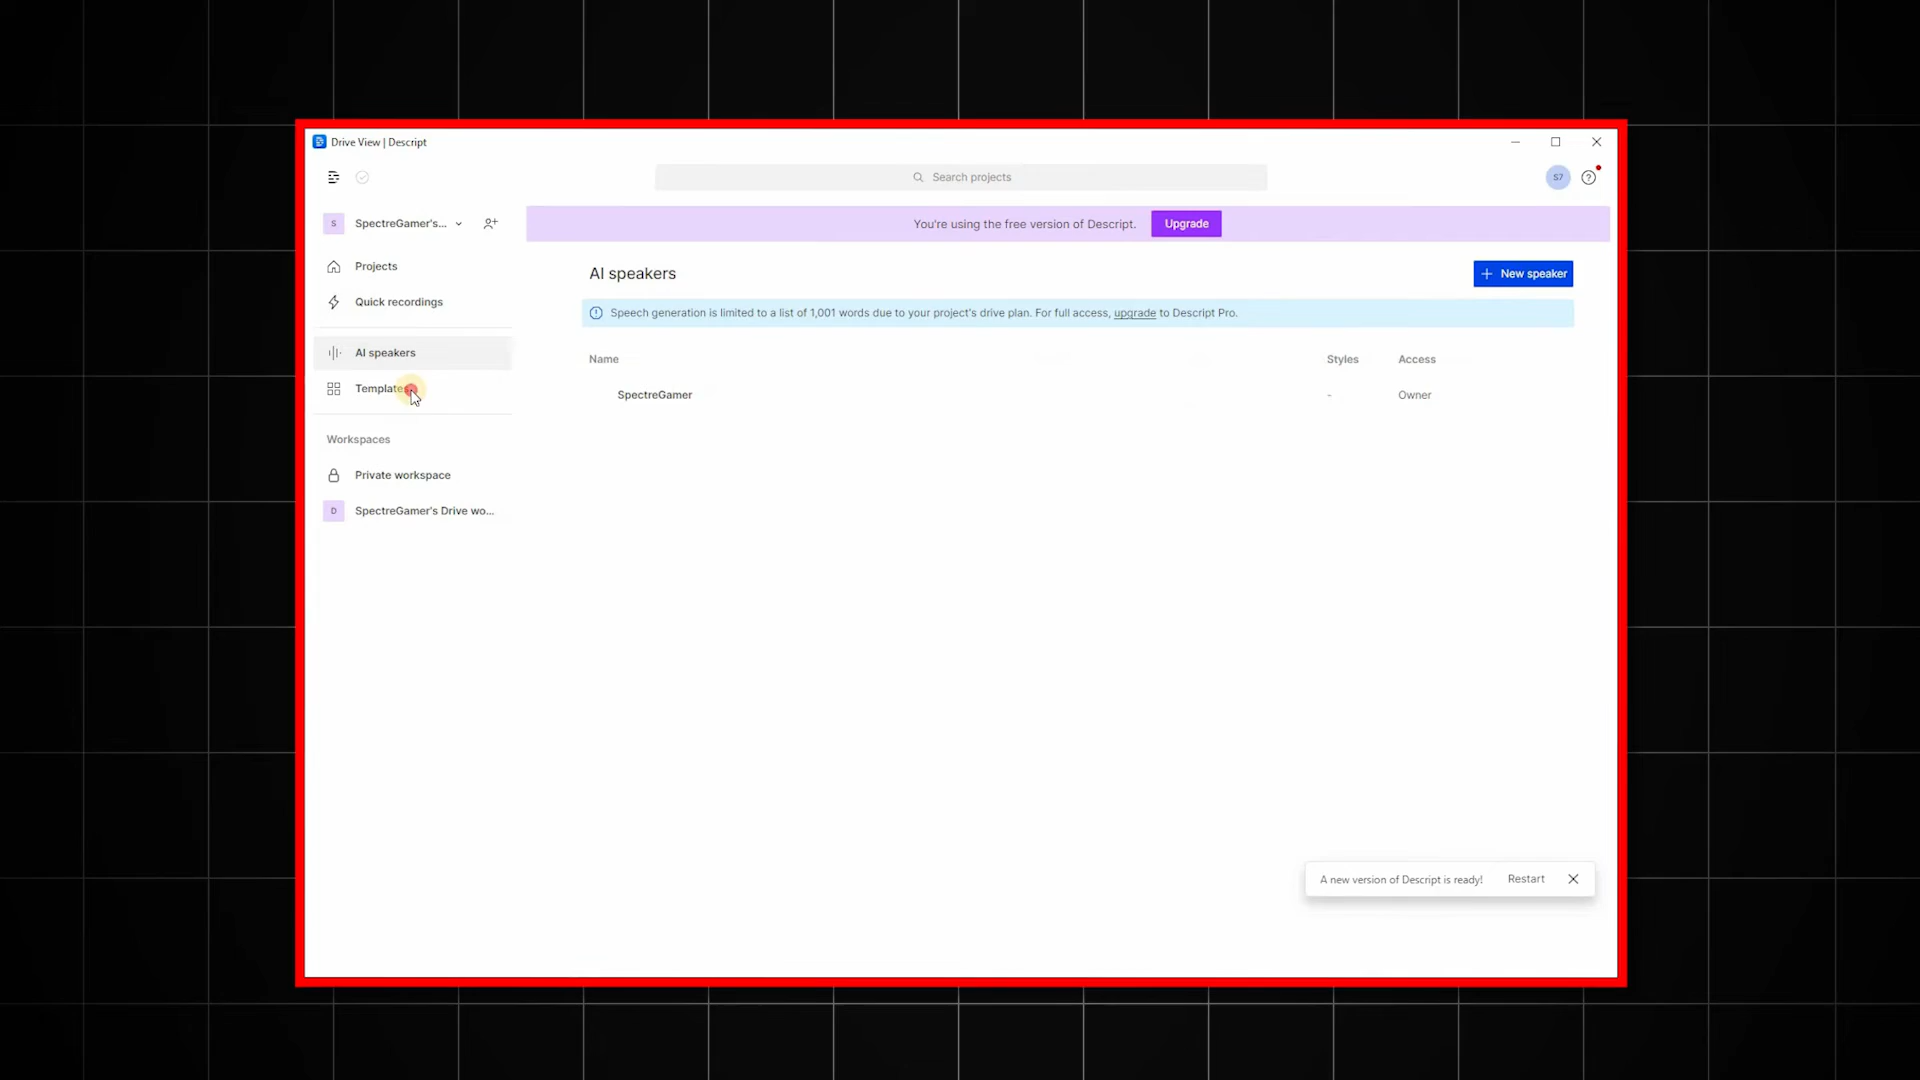 Drive View | Descript
Search projects
S7
S
SpectreGamer's...
You're using the free version of Descript.
Upgrade
Projects
AI speakers
New speaker
Quick recordings
Speech generation is limited to a list of 1,001 words due to your project's drive plan. For full access, upgrade to Descript Pro.
AI speakers
Name
Styles
Access
Templates
SpectreGamer
-
Owner
Workspaces
Private workspace
D
SpectreGamer's Drive wo...
A new version of Descript is ready!
Restart